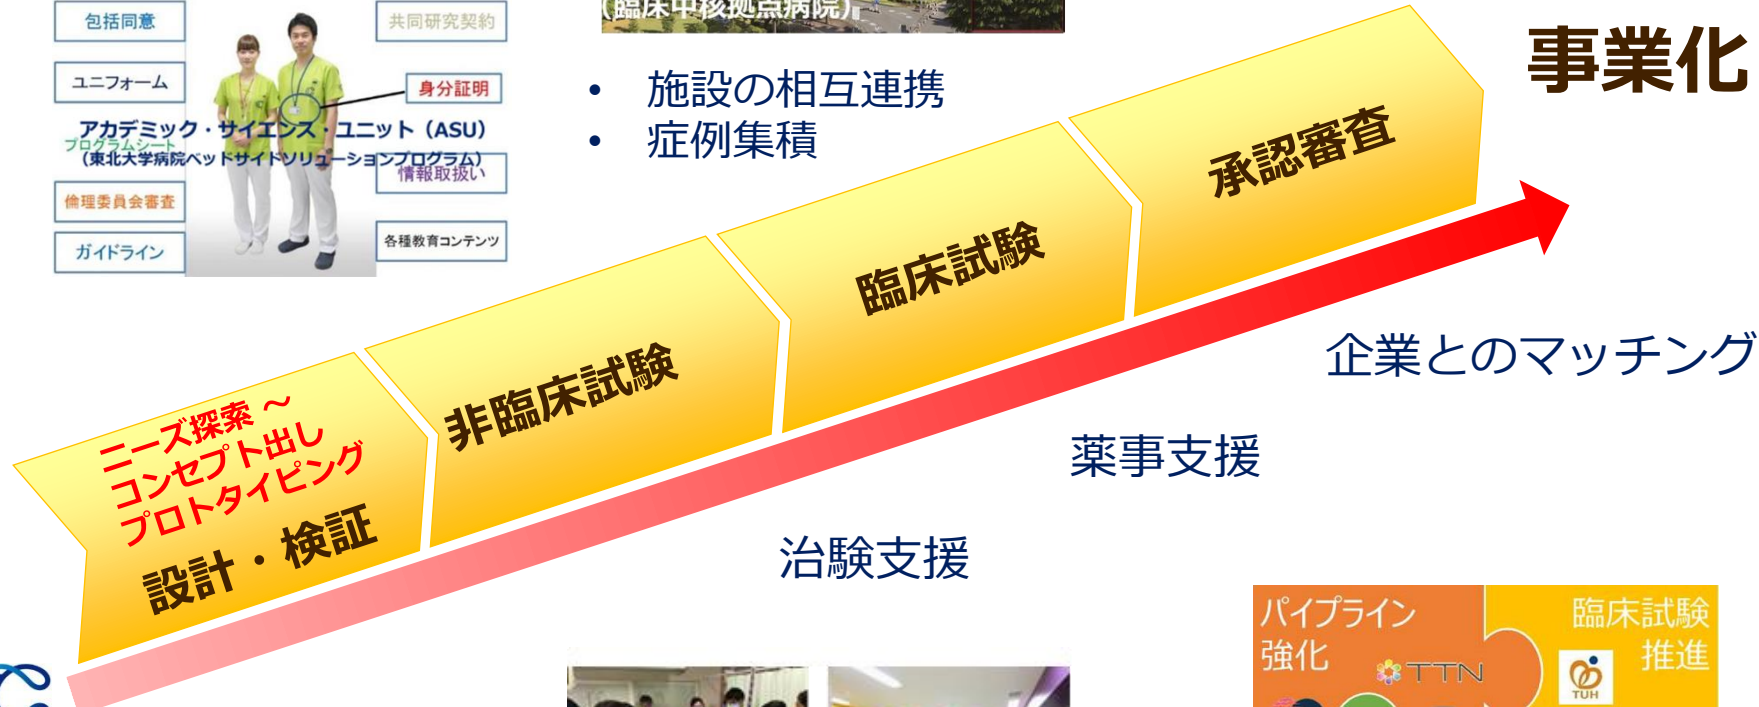 包括同意
共同研究契約
ユニフォーム
身分証明
アカデミック・サイエンス・ユニット（ASU）
プログラムシート
（東北大学病院ベッドサイドソリューションプログラム）
情報取扱い
倫理委員会審査
ガイドライン
各種教育コンテンツ
（臨床中核拠点病院）
• 施設の相互連携
• 症例集積
事業化
承認審査
臨床試験
非臨床試験
ニーズ探索 ～
コンセプト出し
プロトタイピング
設計・検証
企業とのマッチング
薬事支援
治験支援
パイプライン
強化
TTN
臨床試験
推進
TUH